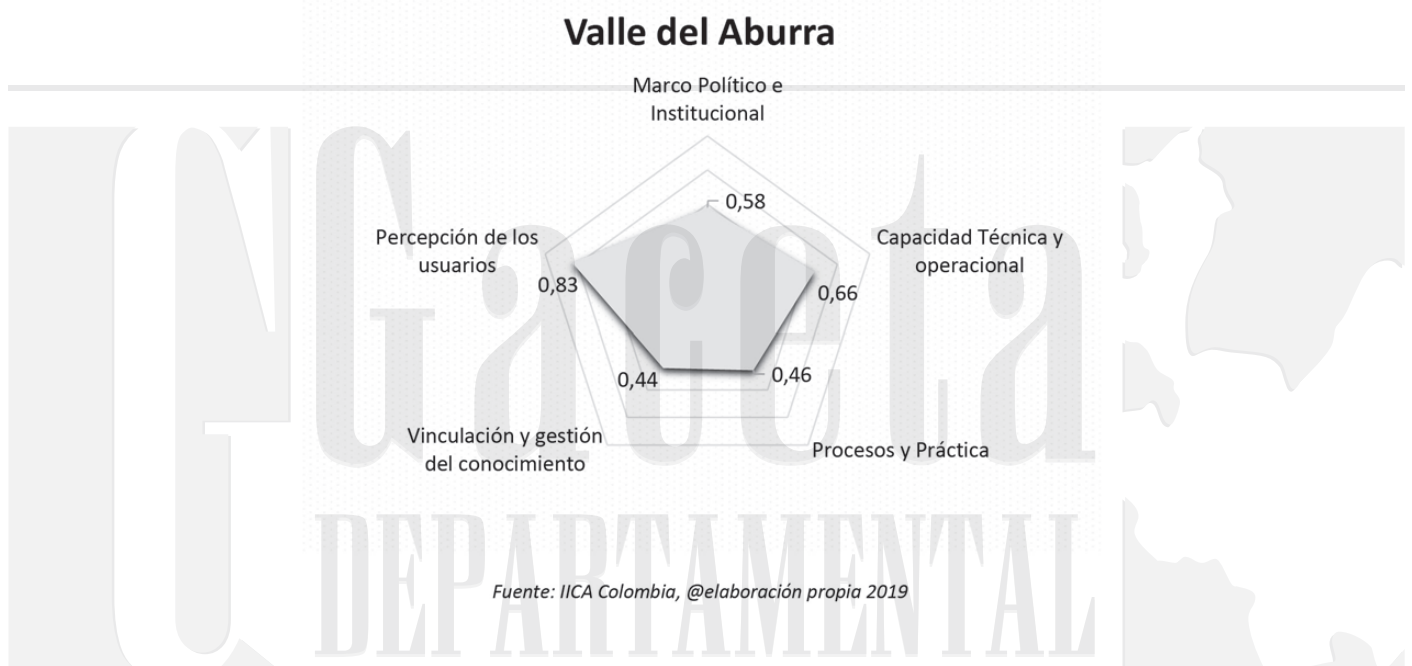 Valle del Aburra
Marco Político e
Institucional
0,58
Percepción de los
usuarios
Capacidad Técnica y
operacional
0,83
0,66
0,44
0,46
Vinculación y gestión
del conocimiento
Procesos y Práctica
Gaceta
DEPARTAMENTAL
Fuente: IICA Colombia, @elaboración propia 2019